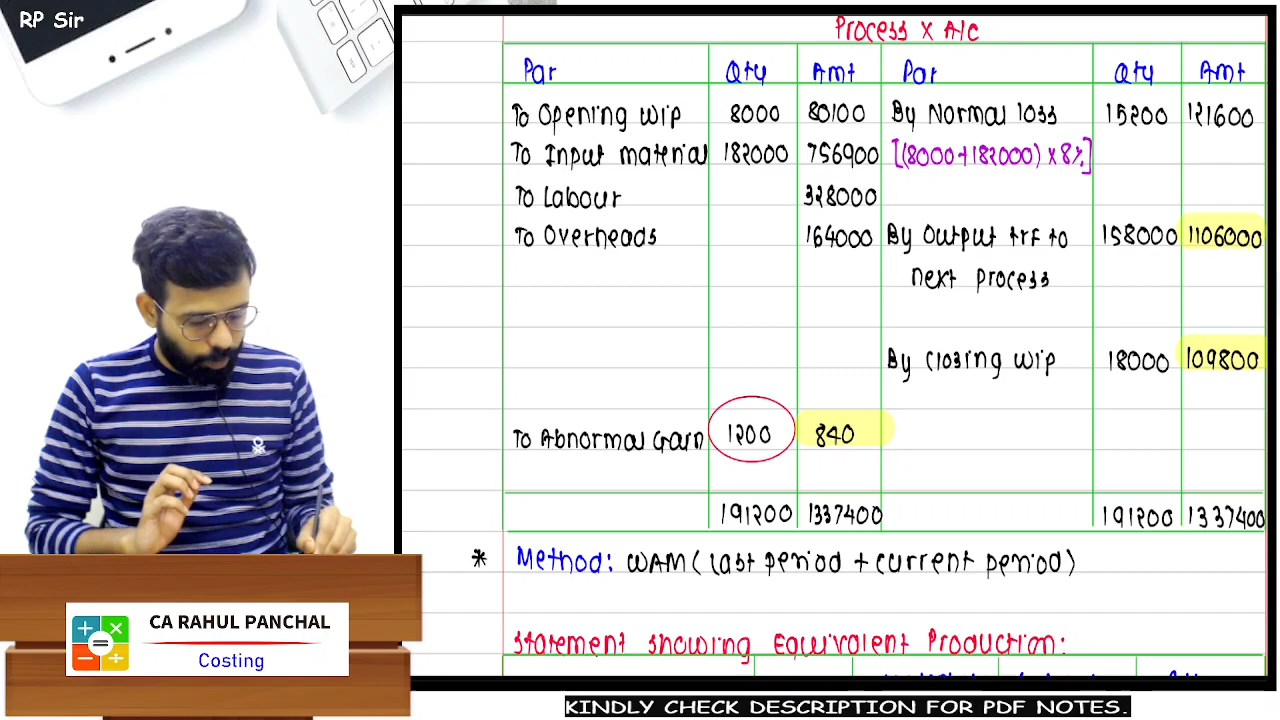 RP Sir
Process X A/c
Par Qty Amt Par Qty Amt
To Opening WIP 8000 80100 By Normal loss 15200 121600
To Input material 182000 756900 [(8000+182000) × 8%]
To Labour 328000
To Overheads 164000 By Output trf to 158000 1106000
next process
By closing WIP 18000 109800
To Abnormal Gain 1200 840
191200 1337400 191200 1337400
* Method: WAM (last period + current period)
Statement showing Equivalent Production:
CA RAHUL PANCHAL
Costing
KINDLY CHECK DESCRIPTION FOR PDF NOTES.